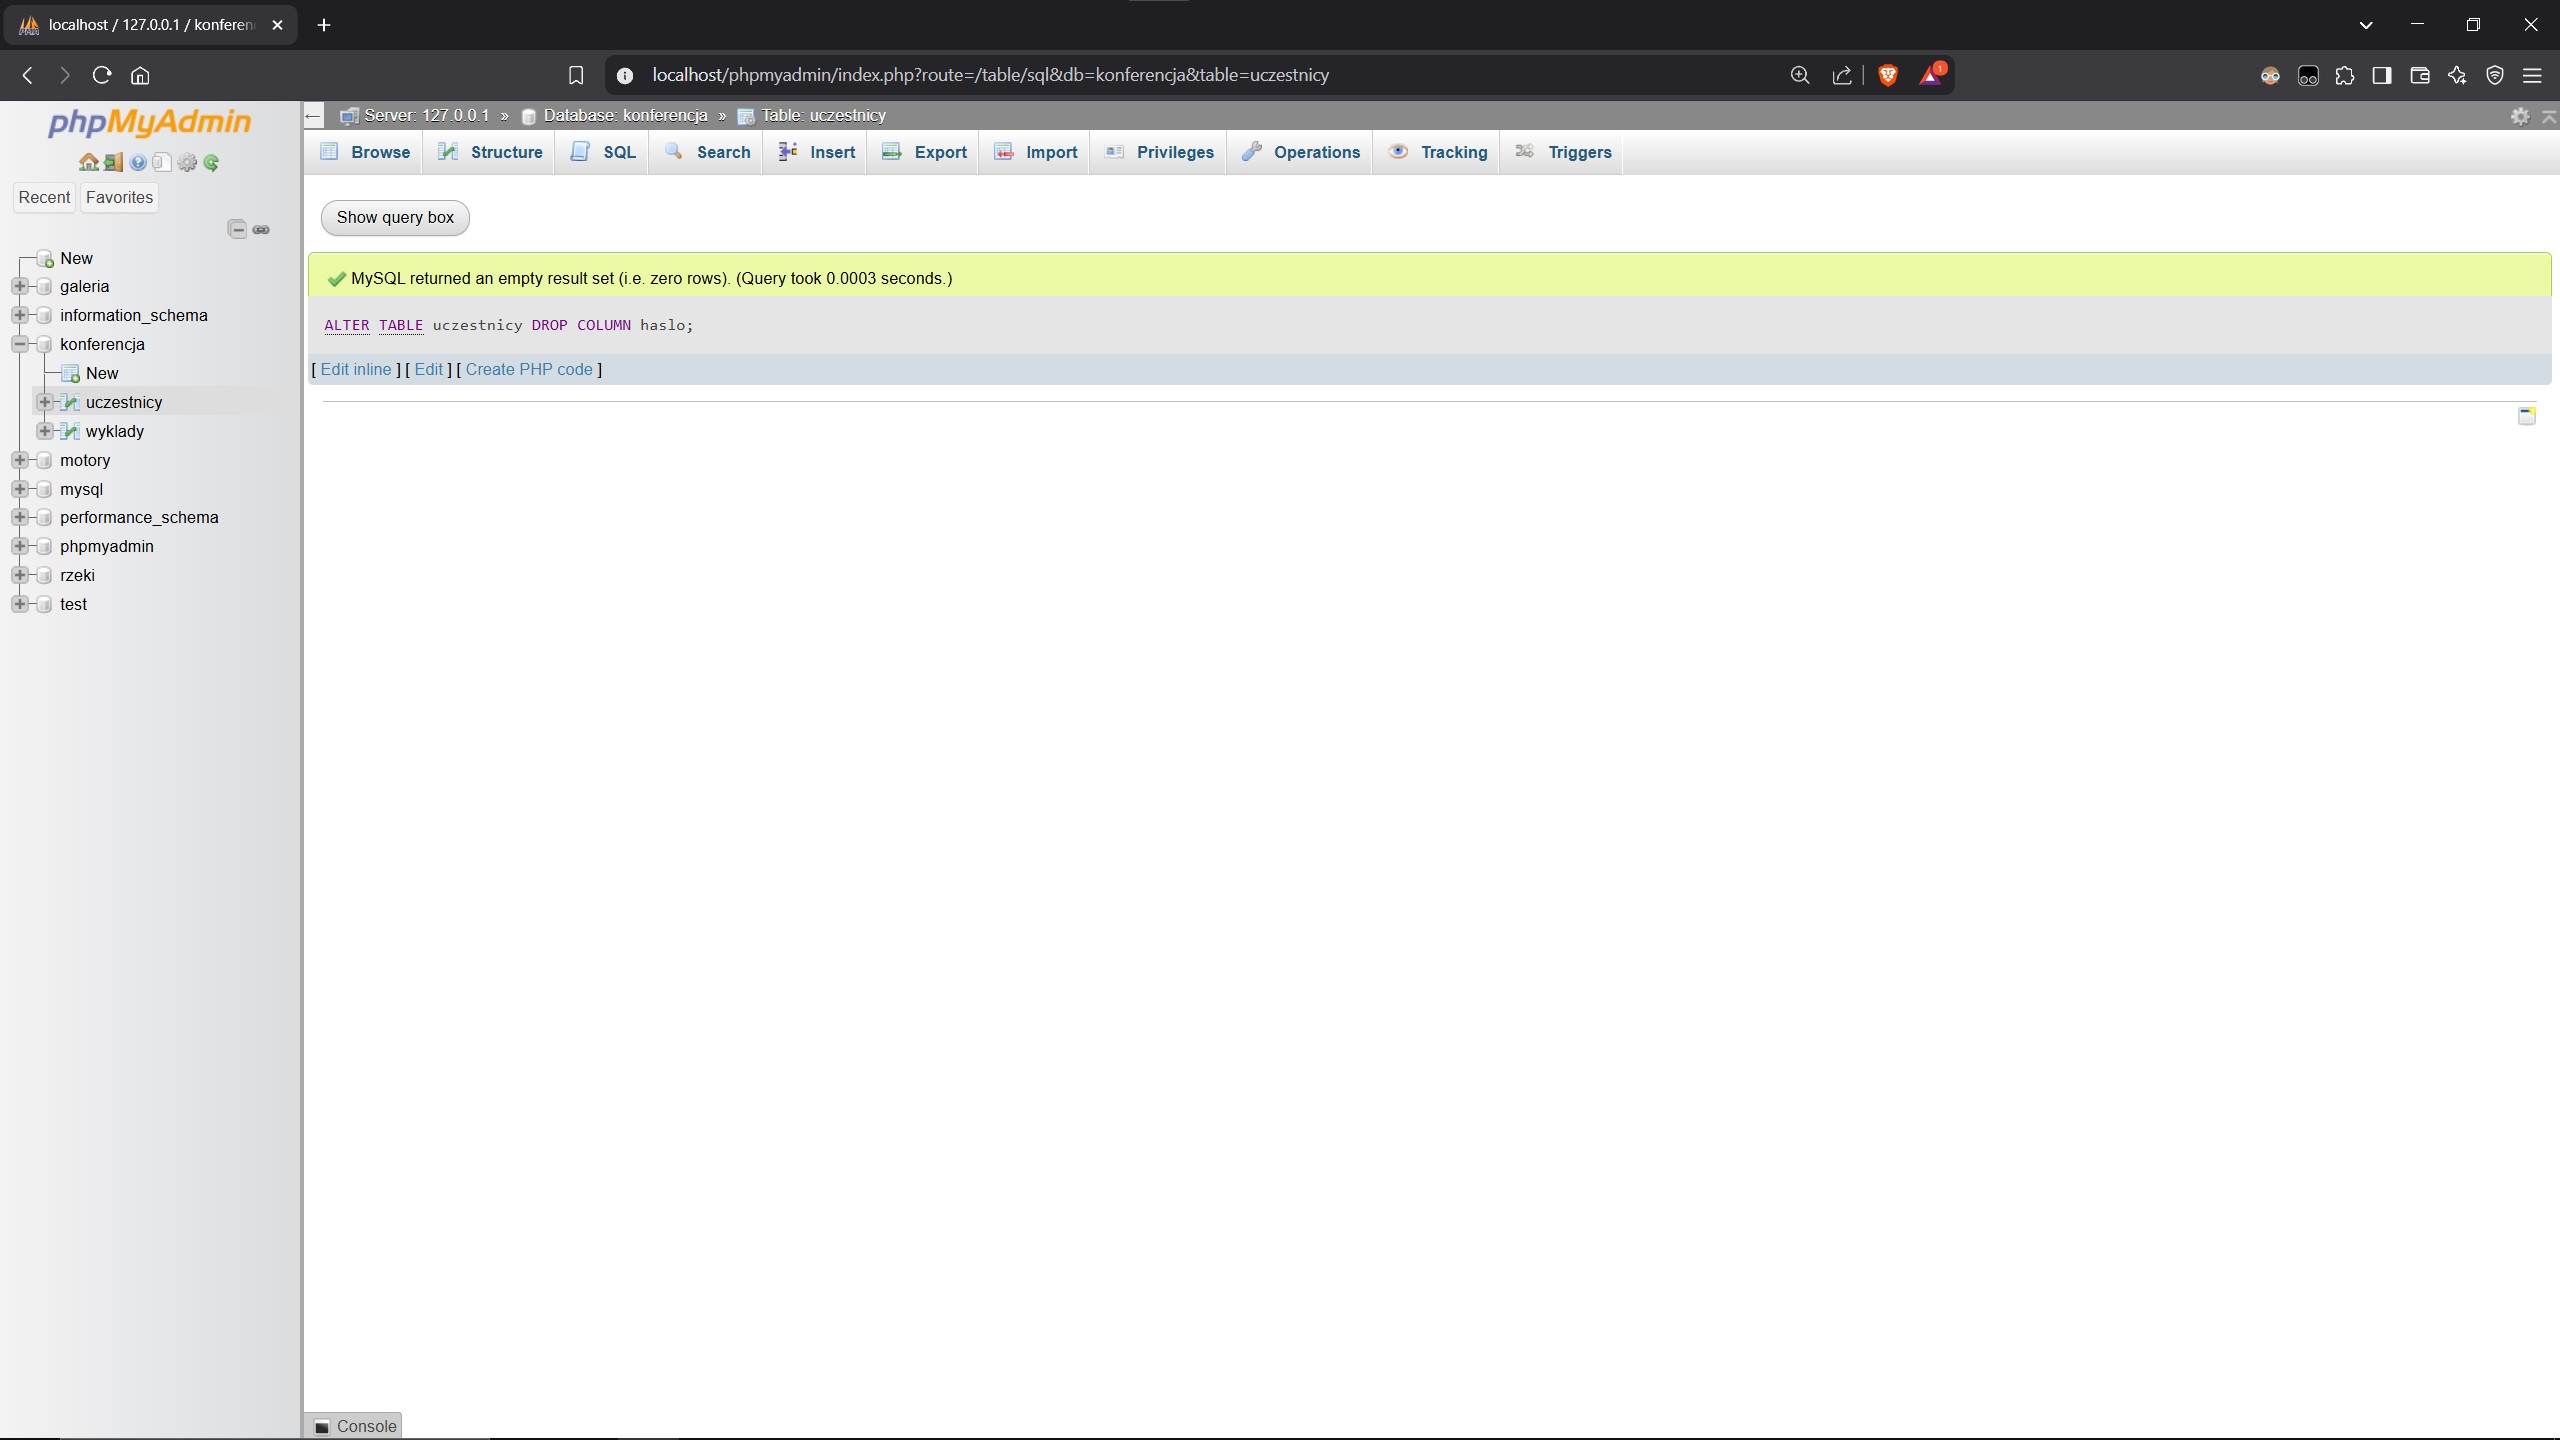 localhost / 127.0.0.1 / konferen
localhost/phpmyadmin/index.php?route=/table/sql&db=konferencja&table=uczestnicy
1
phpMyAdmin
Recent
Favorites
New
galeria
information_schema
konferencja
New
uczestnicy
wyklady
motory
mysql
performance_schema
phpmyadmin
rzeki
test
Server: 127.0.0.1 » Database: konferencja » Table: uczestnicy
Browse
Structure
SQL
Search
Insert
Export
Import
Privileges
Operations
Tracking
Triggers
Show query box
MySQL returned an empty result set (i.e. zero rows). (Query took 0.0003 seconds.)
ALTER TABLE uczestnicy DROP COLUMN haslo;
[ Edit inline ] [ Edit ] [ Create PHP code ]
Console